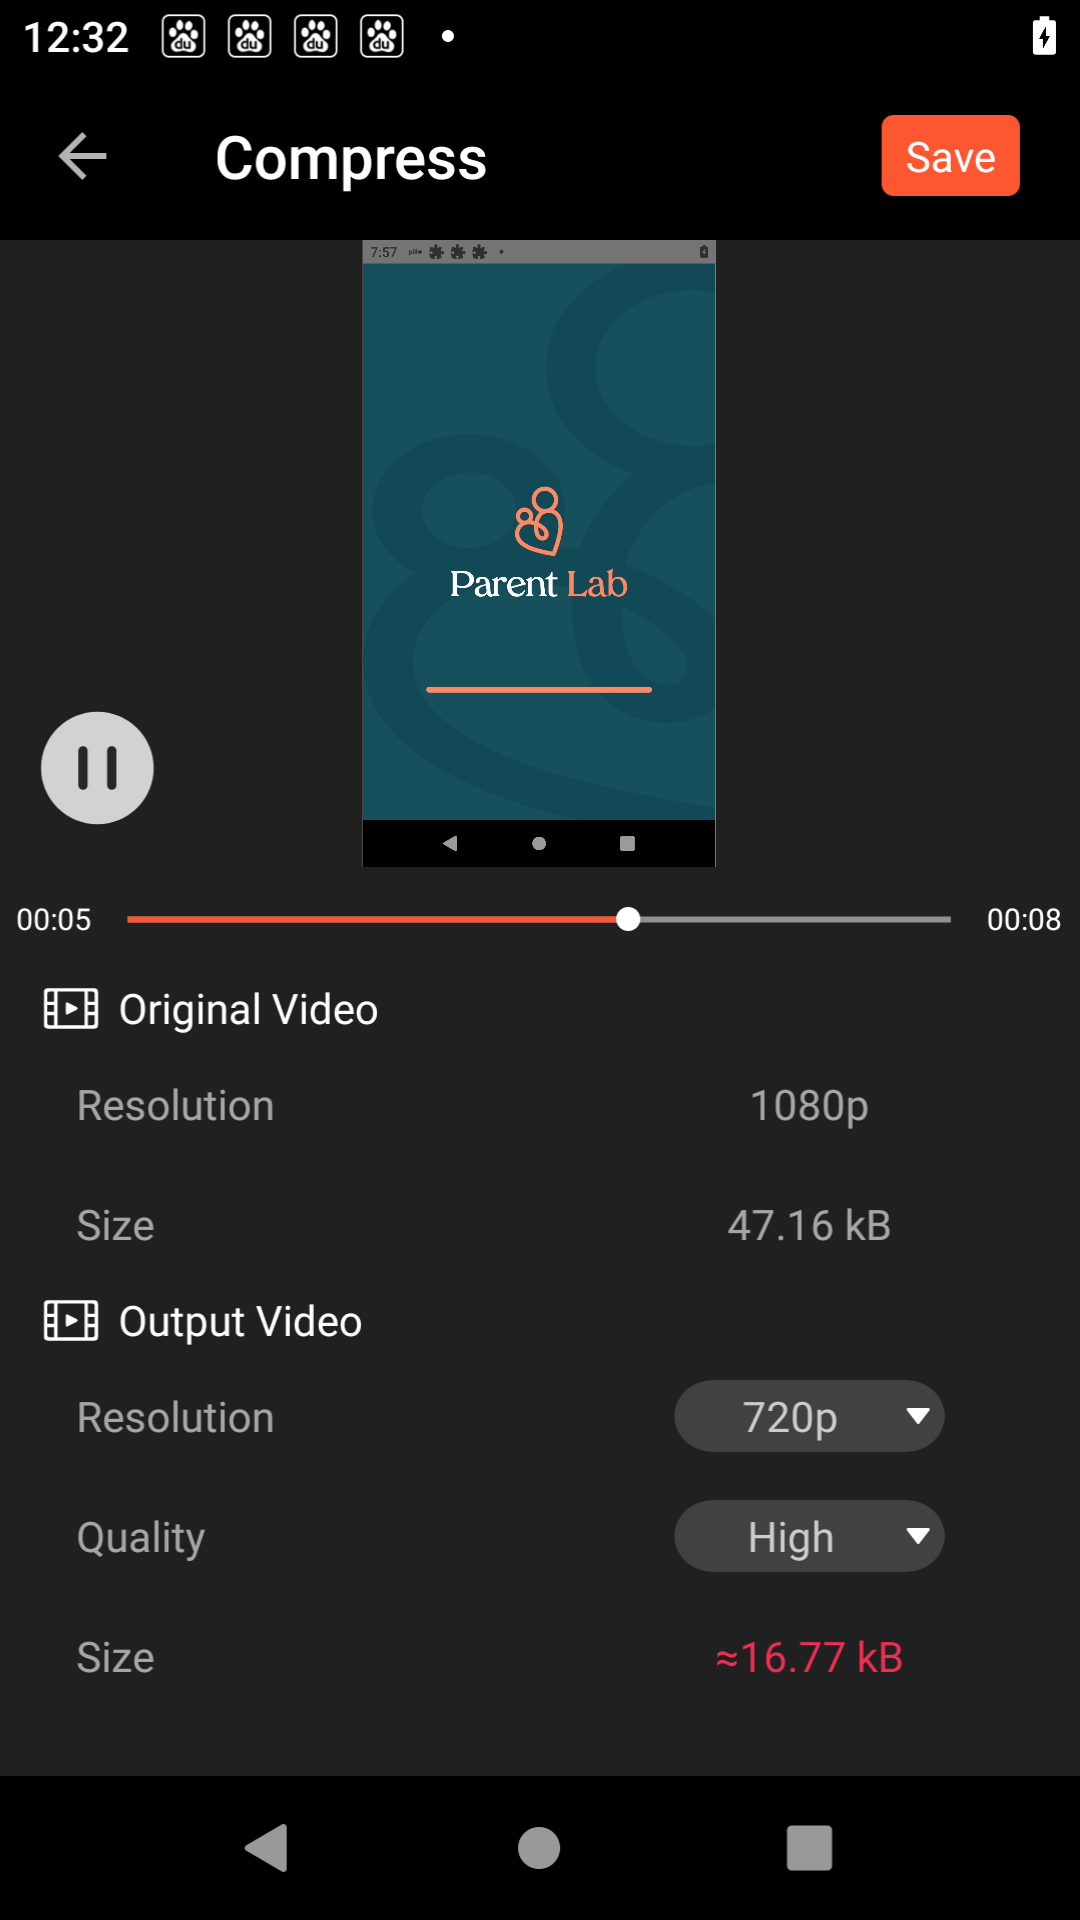 12:32
Compress
Save
7:57
Parent Lab
00:05
00:08
Original Video
Resolution
1080p
Size
47.16 kB
Output Video
Resolution
720p
Quality
High
Size
≈16.77 kB